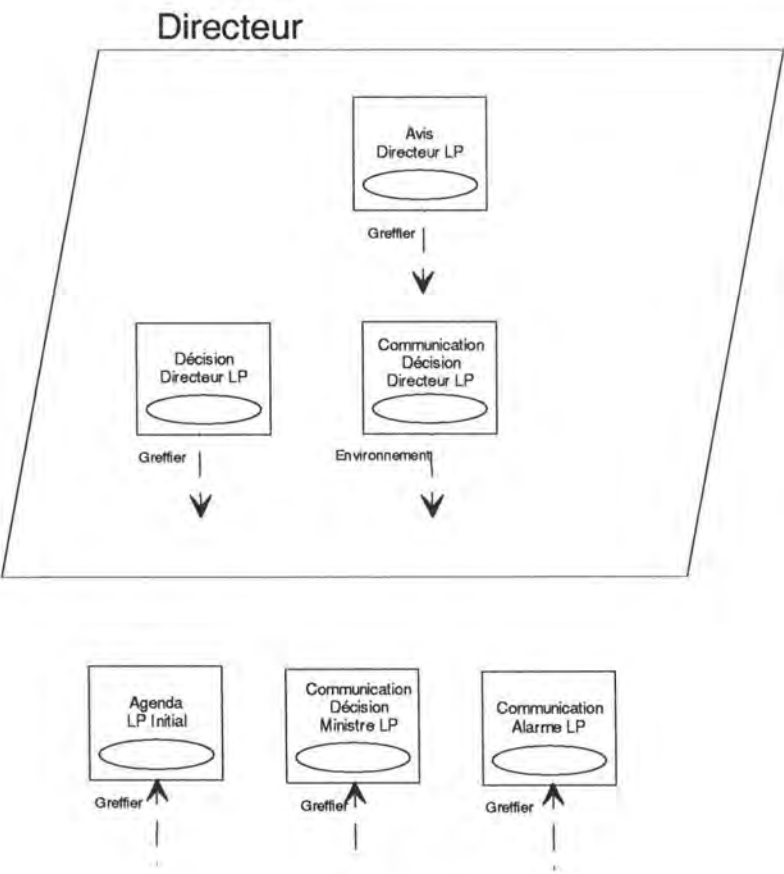 Directeur
Avis
Directeur LP
Greffier
Décision
Directeur LP
Greffier
Communication
Décision
Directeur LP
Environnement
Agenda
LP Initial
Greffier
Communication
Décision
Ministre LP
Greffier
Communication
Alarme LP
Greffier